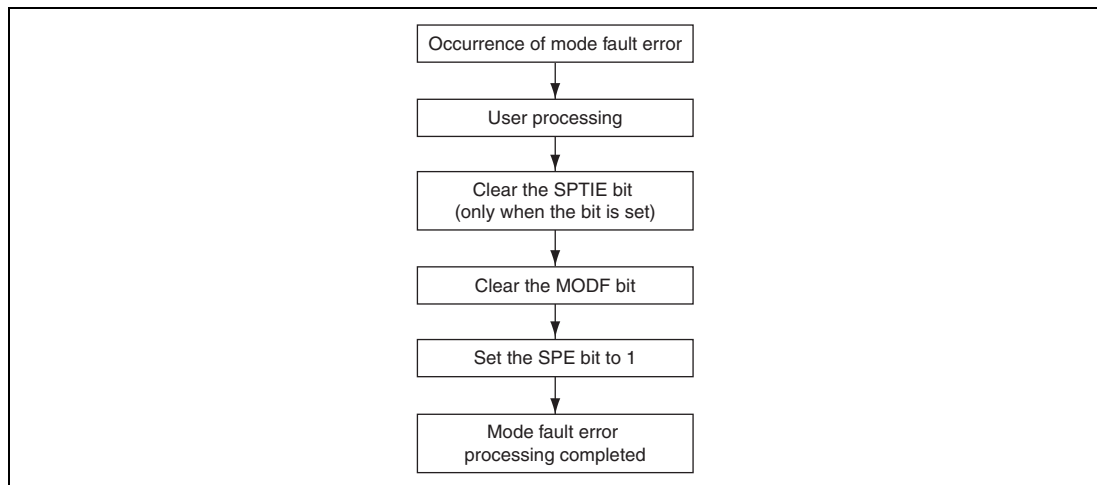 Occurrence of mode fault error
User processing
Clear the SPTIE bit
(only when the bit is set)
Clear the MODF bit
Set the SPE bit to 1
Mode fault error
processing completed